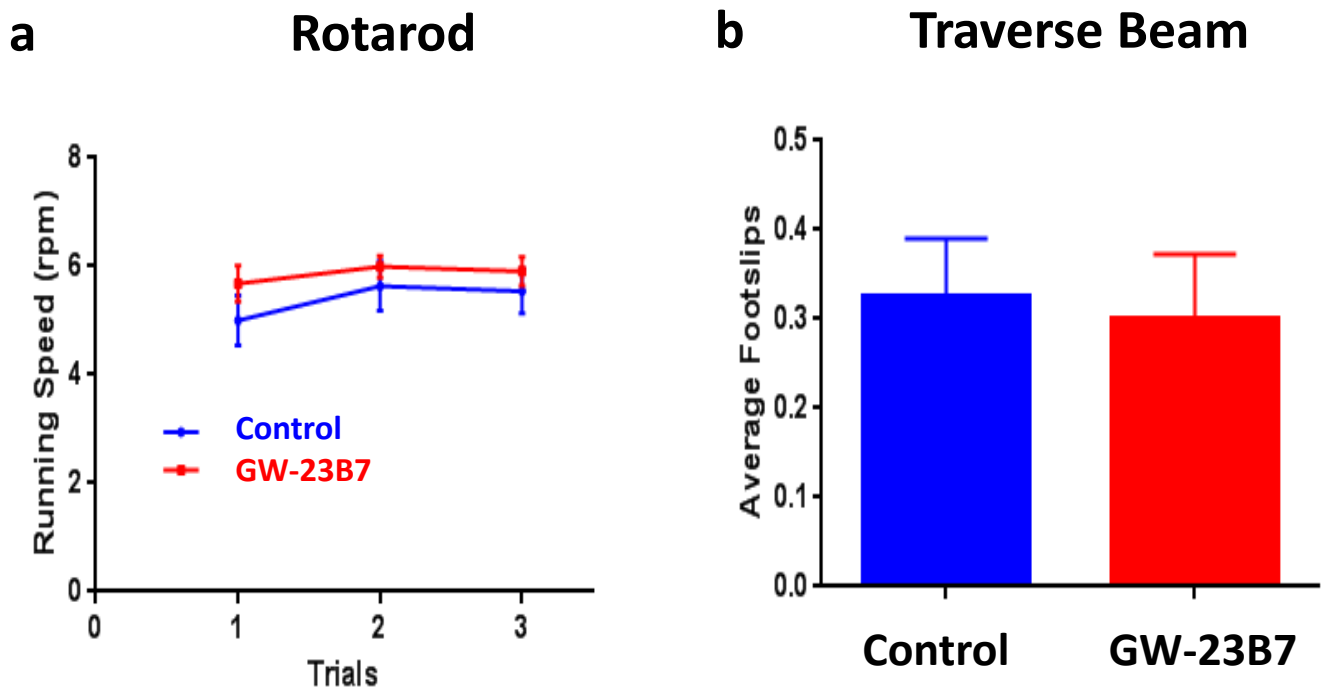 a
Rotarod
Running Speed (rpm)
8
6
4
2
0
0 1 2 3
Trials
Control
GW-23B7
b
Traverse Beam
Average Footslips
0.5
0.4
0.3
0.2
0.1
0.0
Control GW-23B7